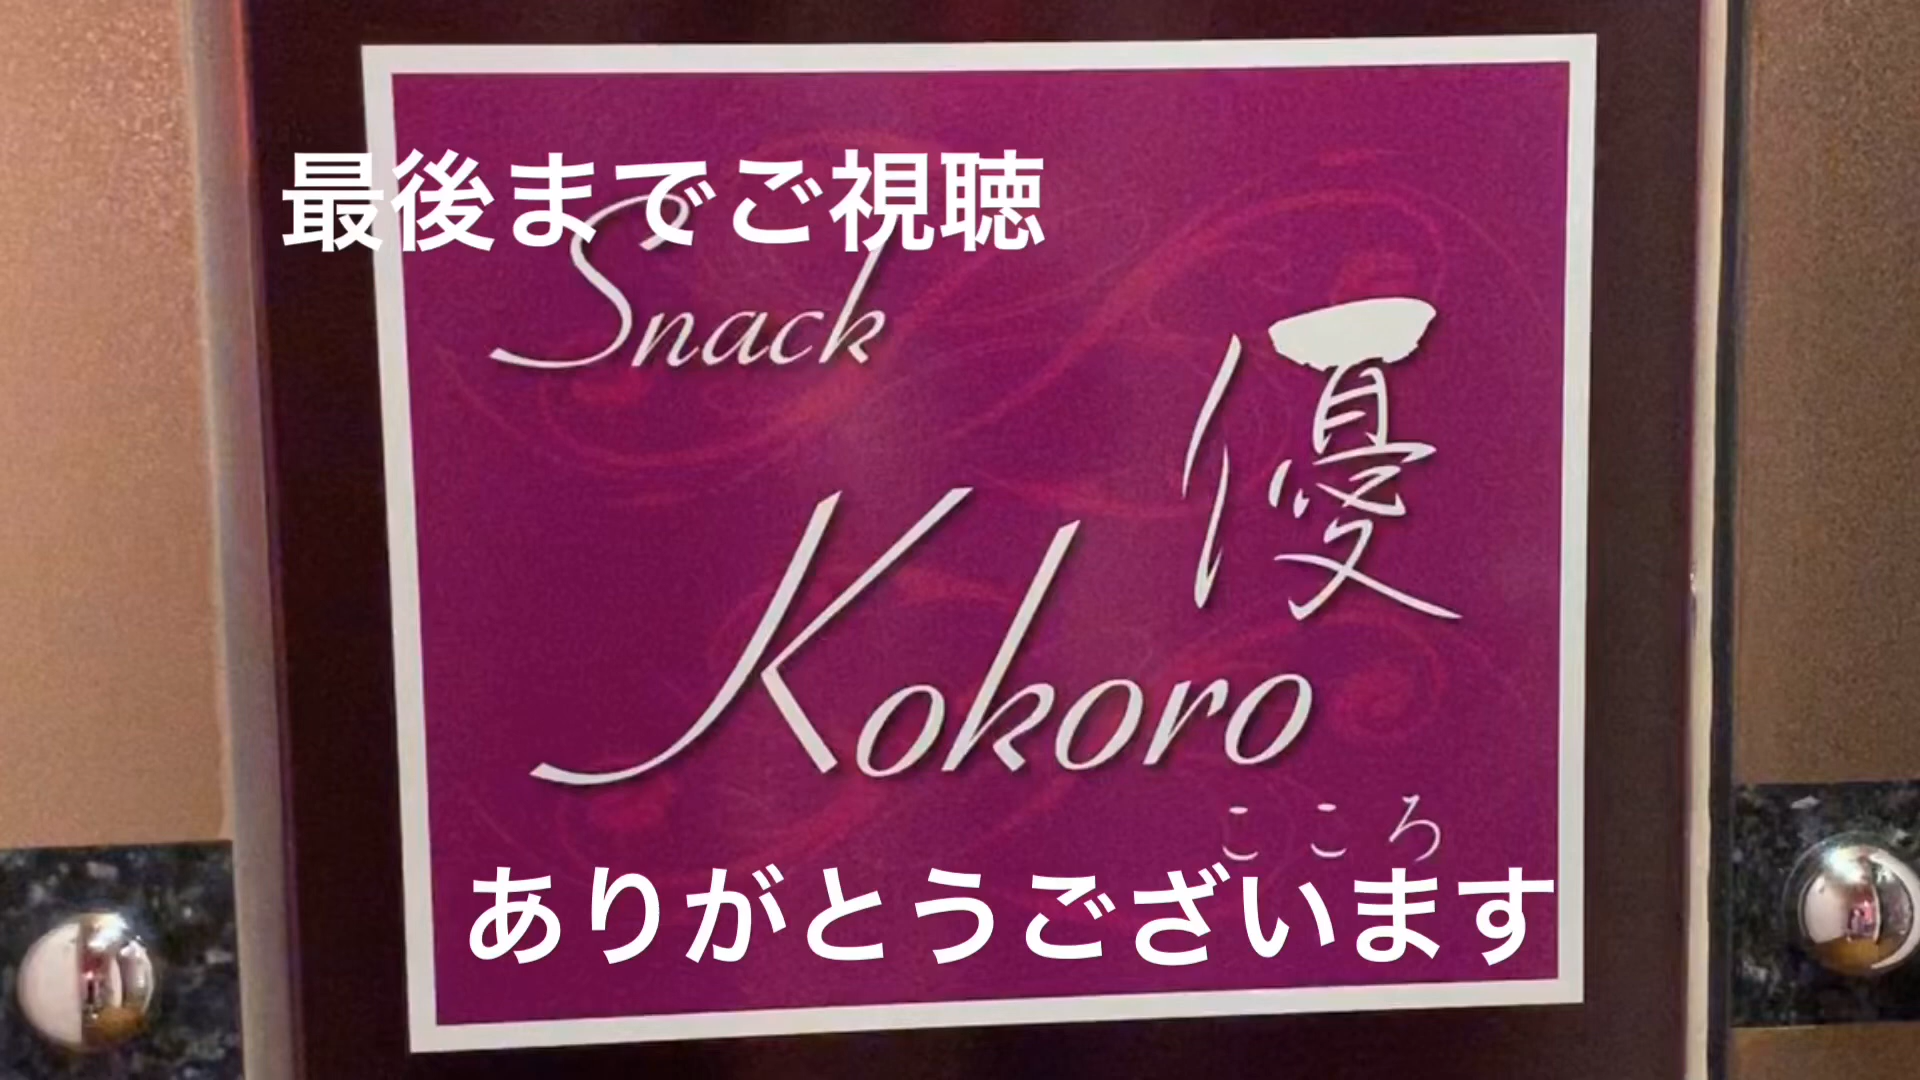 最後までご視聴
Snack
優
Kokoro
こころ
ありがとうございます